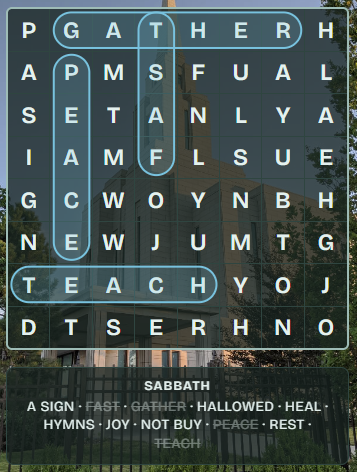 P G A T H E R H
A P M S F U A L
S E T A N L Y A
I A M F L S U E
G C W O Y N B H
N E W J U M T G
T E A C H Y O J
D T S E R H N O
SABBATH
A SIGN · FAST · GATHER · HALLOWED · HEAL ·
HYMNS · JOY · NOT BUY · PEACE · REST ·
TEACH